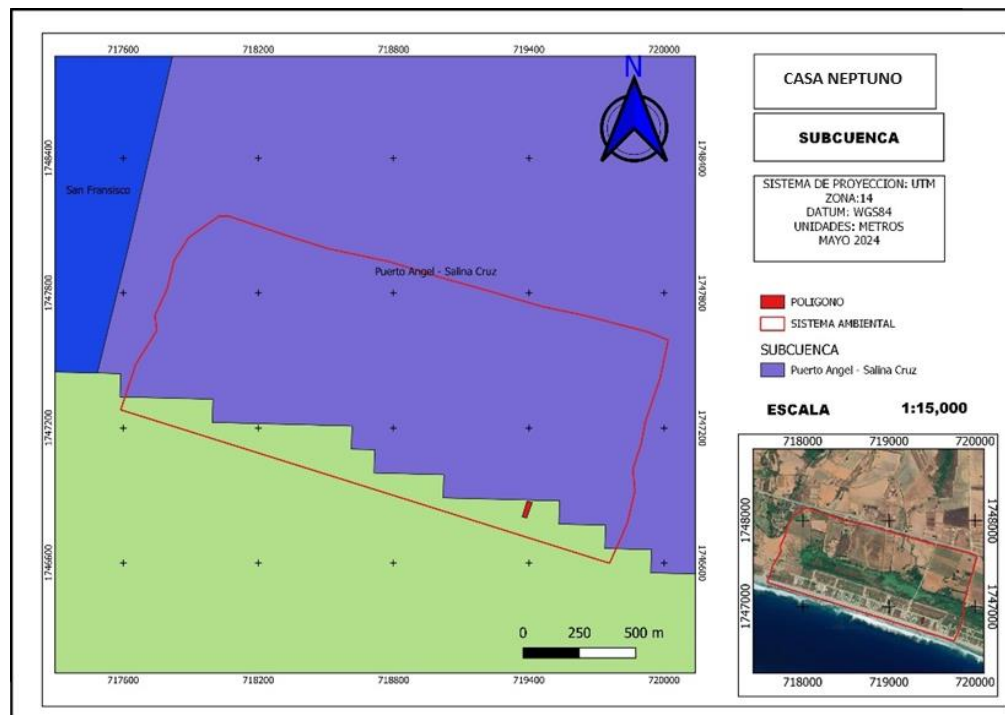 717600 718200 718800 719400 720000
N
1748400 1748400
San Fransisco
Puerto Angel - Salina Cruz
1747800 1747800
1747200 1747200
1746600 1746600
0 250 500 m
717600 718200 718800 719400 720000
CASA NEPTUNO
SUBCUENCA
SISTEMA DE PROYECCION: UTM
ZONA:14
DATUM: WGS84
UNIDADES: METROS
MAYO 2024
POLIGONO
SISTEMA AMBIENTAL
SUBCUENCA
Puerto Angel - Salina Cruz
ESCALA 1:15,000
718000 719000 720000
1748000 1748000
1747000 1747000
718000 719000 720000